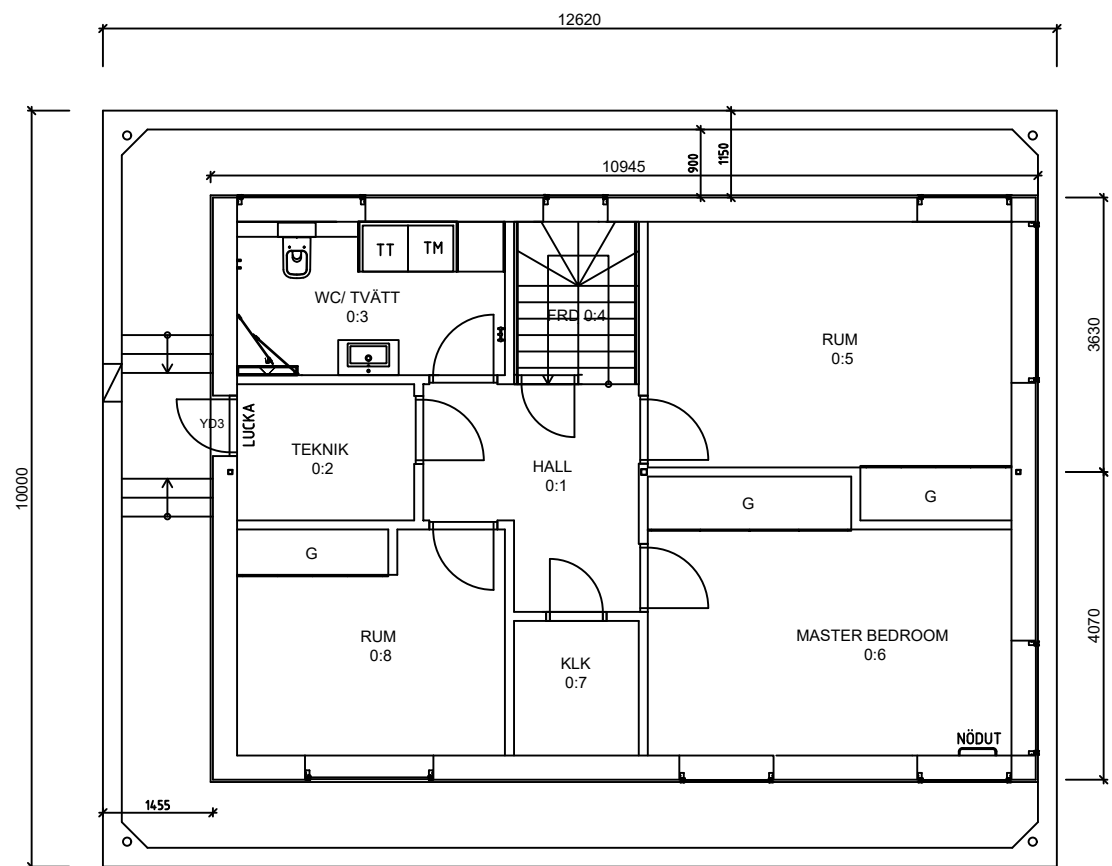 12620
10000
1150
900
10945
TT
TM
WC/ TVÄTT
0:3
FRD 0:4
RUM
0:5
3630
YD3
LUCKA
TEKNIK
0:2
HALL
0:1
G
G
G
RUM
0:8
KLK
0:7
MASTER BEDROOM
0:6
4070
NÖDUT
1455